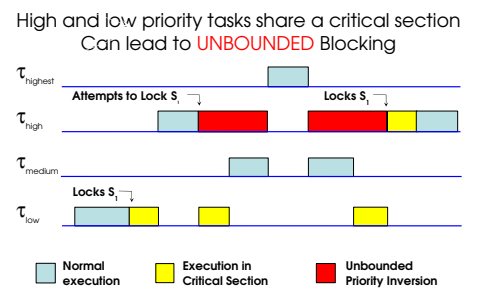 High and low priority tasks share a critical section
Can lead to UNBOUNDED Blocking
τhighest
Attempts to Lock S1
Locks S1
τhigh
τmedium
Locks S1
τlow
Normal execution
Execution in Critical Section
Unbounded Priority Inversion